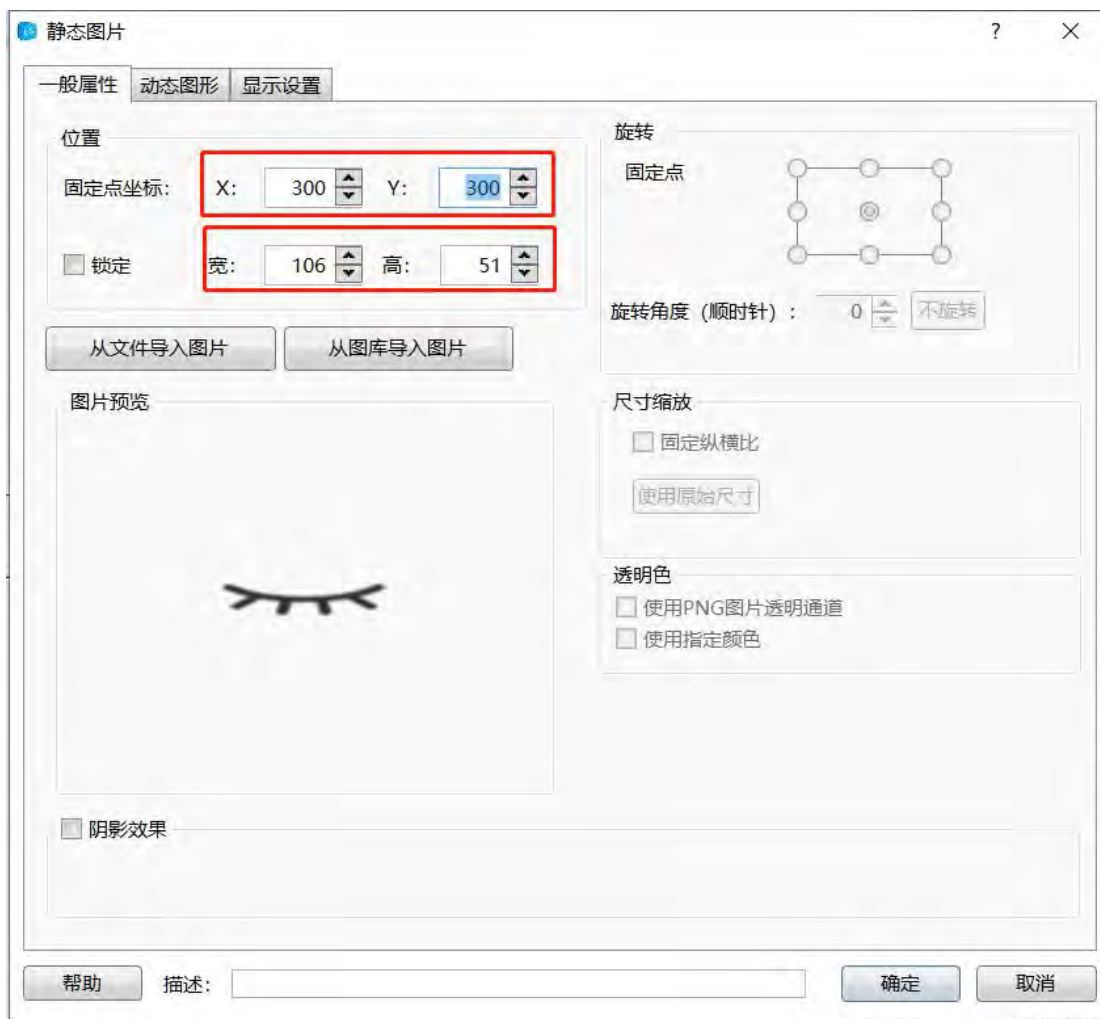 静态图片
?
一般属性 动态图形 显示设置
位置
固定点坐标: X: 300 Y: 300
锁定 宽: 106 高: 51
旋转
固定点
旋转角度 (顺时针) : 0 不旋转
从文件导入图片 从图库导入图片
图片预览
尺寸缩放
固定纵横比
使用原始尺寸
透明色
使用PNG图片透明通道
使用指定颜色
阴影效果
帮助 描述: 确定 取消